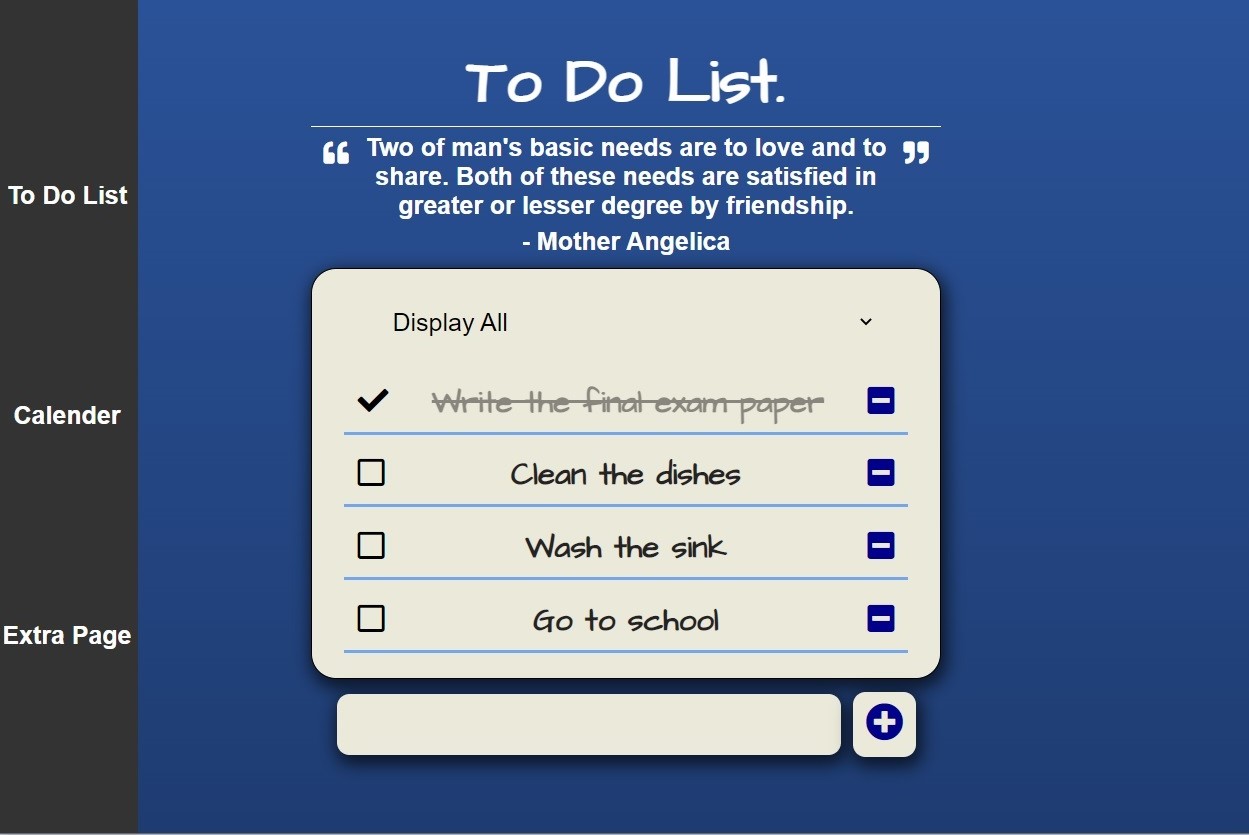 To Do List
Calender
Extra Page
To Do List.
“ Two of man's basic needs are to love and to ”
share. Both of these needs are satisfied in
greater or lesser degree by friendship.
- Mother Angelica
Display All
Write the final exam paper
Clean the dishes
Wash the sink
Go to school